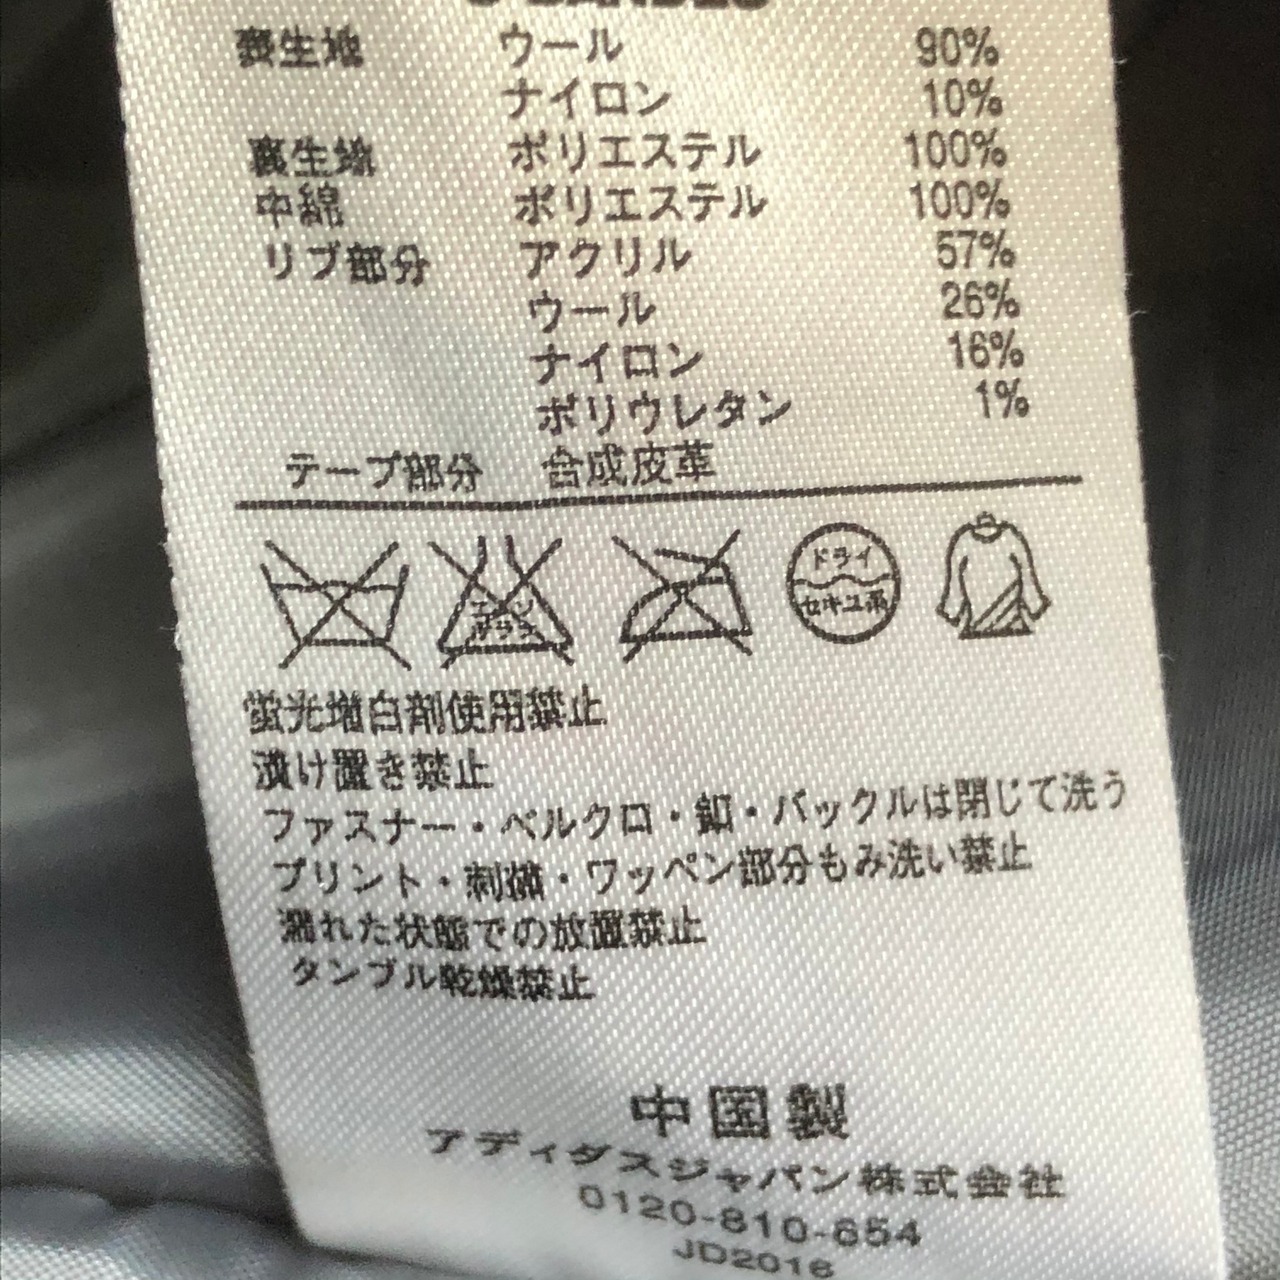 表生地 ウール 90%
ナイロン 10%
裏生地 ポリエステル 100%
中綿 ポリエステル 100%
リブ部分 アクリル 57%
ウール 26%
ナイロン 16%
ポリウレタン 1%
テープ部分 合成皮革
エンソ ドライ
サラシ セキユ系
蛍光増白剤使用禁止
漬け置き禁止
ファスナー・ベルクロ・釦・バックルは閉じて洗う
プリント・刺繍・ワッペン部分もみ洗い禁止
濡れた状態での放置禁止
タンブル乾燥禁止
中国製
アディダスジャパン株式会社
0120-810-654
JD2016